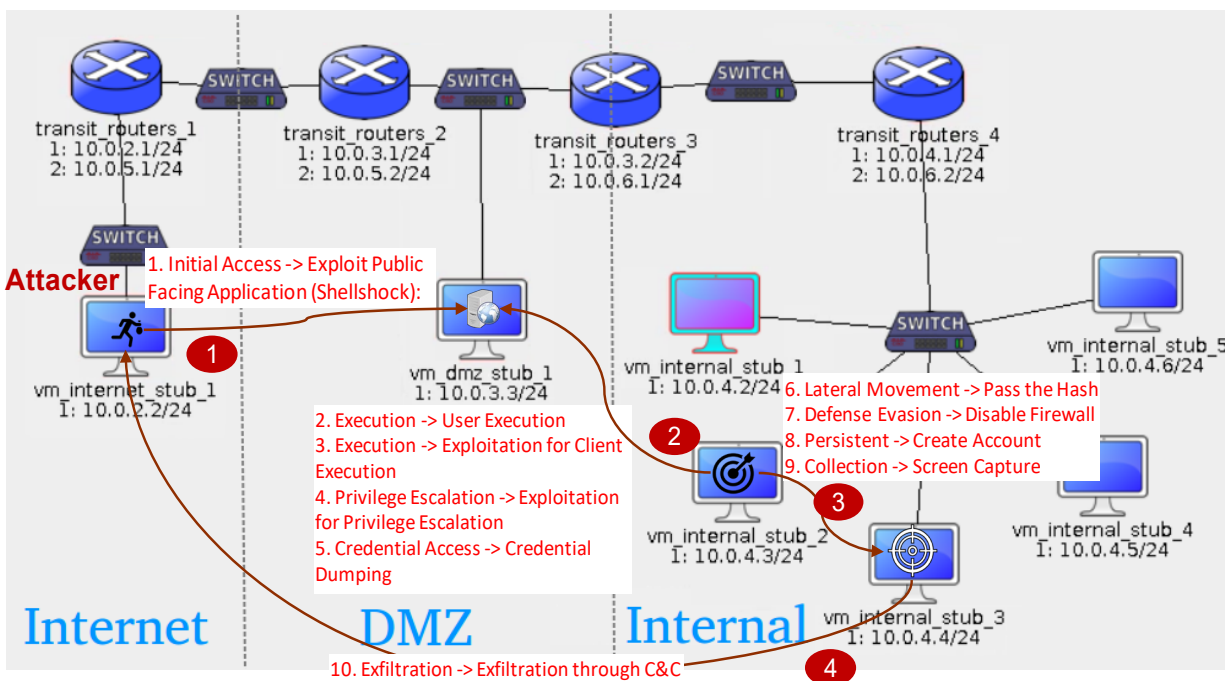 SWITCH
SWITCH
SWITCH
transit_routers_1
1: 10.0.2.1/24
2: 10.0.5.1/24
transit_routers_2
1: 10.0.3.1/24
2: 10.0.5.2/24
transit_routers_3
1: 10.0.3.2/24
2: 10.0.6.1/24
transit_routers_4
1: 10.0.4.1/24
2: 10.0.6.2/24
SWITCH
Attacker
1. Initial Access -> Exploit Public
Facing Application (Shellshock):
1
vm_internet_stub_1
1: 10.0.2.2/24
vm_dmz_stub_1
1: 10.0.3.3/24
SWITCH
vm_internal_stub_1
1: 10.0.4.2/24
vm_internal_stub_5
1: 10.0.4.6/24
2. Execution -> User Execution
3. Execution -> Exploitation for Client
Execution
4. Privilege Escalation -> Exploitation
for Privilege Escalation
5. Credential Access -> Credential
Dumping
6. Lateral Movement -> Pass the Hash
7. Defense Evasion -> Disable Firewall
8. Persistent -> Create Account
9. Collection -> Screen Capture
2
3
vm_internal_stub_2
1: 10.0.4.3/24
vm_internal_stub_4
1: 10.0.4.5/24
vm_internal_stub_3
1: 10.0.4.4/24
Internet
DMZ
Internal
10. Exfiltration -> Exfiltration through C&C
4